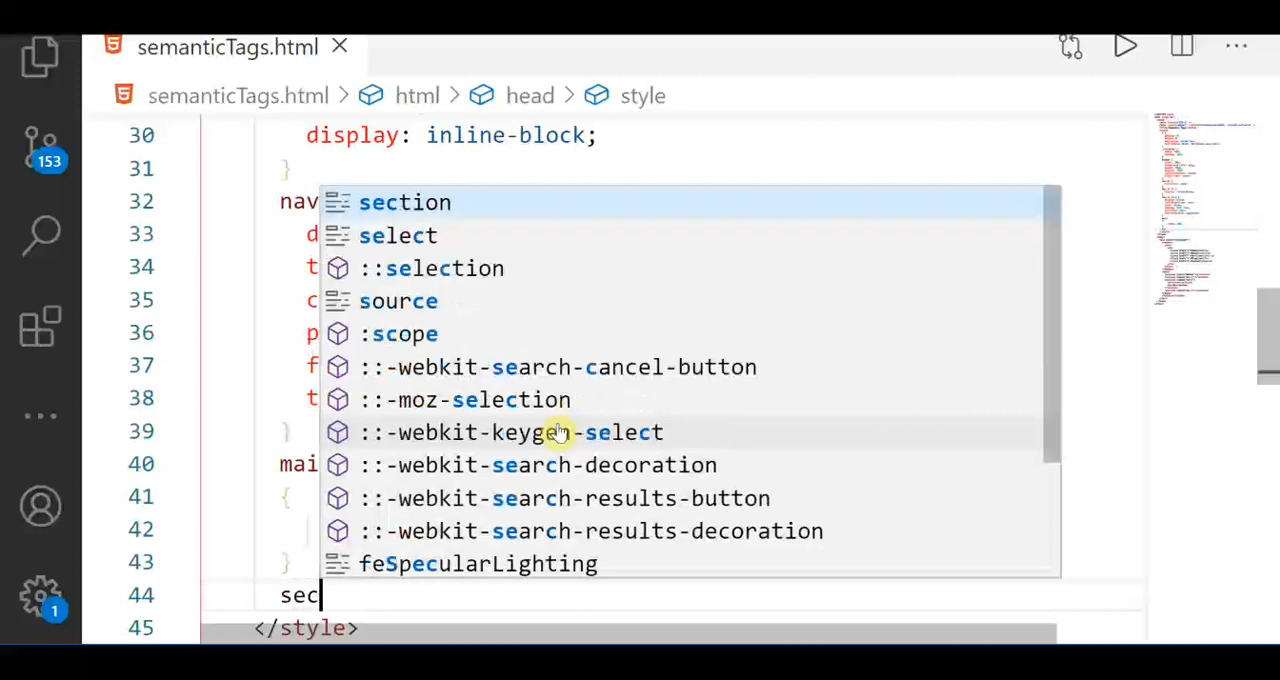 semanticTags.html
semanticTags.html > html > head > style
30 display: inline-block;
31 }
32 nav
33 d
34 t
35 c
36 p
37 f
38 t
39 }
40 mai
41 {
42
43 }
44 sec
45 </style>
section
select
::selection
source
:scope
::-webkit-search-cancel-button
::-moz-selection
::-webkit-keygen-select
::-webkit-search-decoration
::-webkit-search-results-button
::-webkit-search-results-decoration
feSpecularLighting
153
1